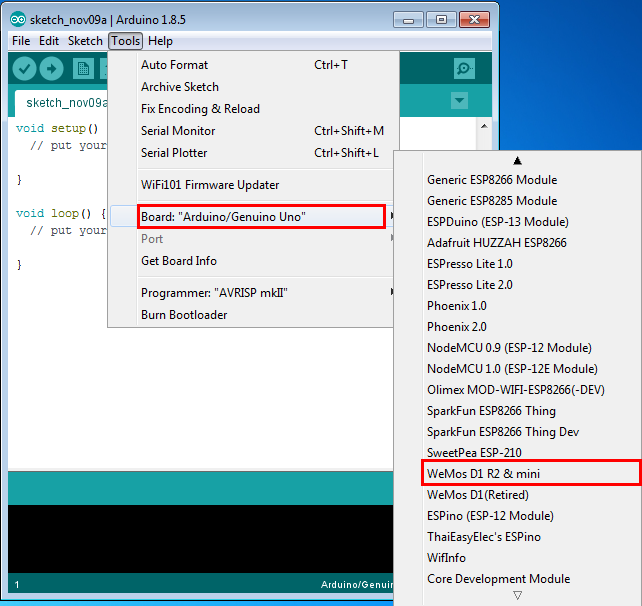 sketch_nov09a | Arduino 1.8.5
File Edit Sketch Tools Help
sketch_nov09a
void setup()
// put your
}
void loop() {
// put your
}
Auto Format Ctrl+T
Archive Sketch
Fix Encoding & Reload
Serial Monitor Ctrl+Shift+M
Serial Plotter Ctrl+Shift+L
WiFi101 Firmware Updater
Board: "Arduino/Genuino Uno"
Port
Get Board Info
Programmer: "AVRISP mkII"
Burn Bootloader
Generic ESP8266 Module
Generic ESP8285 Module
ESPDuino (ESP-13 Module)
Adafruit HUZZAH ESP8266
ESPresso Lite 1.0
ESPresso Lite 2.0
Phoenix 1.0
Phoenix 2.0
NodeMCU 0.9 (ESP-12 Module)
NodeMCU 1.0 (ESP-12E Module)
Olimex MOD-WIFI-ESP8266(-DEV)
SparkFun ESP8266 Thing
SparkFun ESP8266 Thing Dev
SweetPea ESP-210
WeMos D1 R2 & mini
WeMos D1(Retired)
ESPino (ESP-12 Module)
ThaiEasyElec's ESPino
WifInfo
Core Development Module
1 Arduino/Genuin